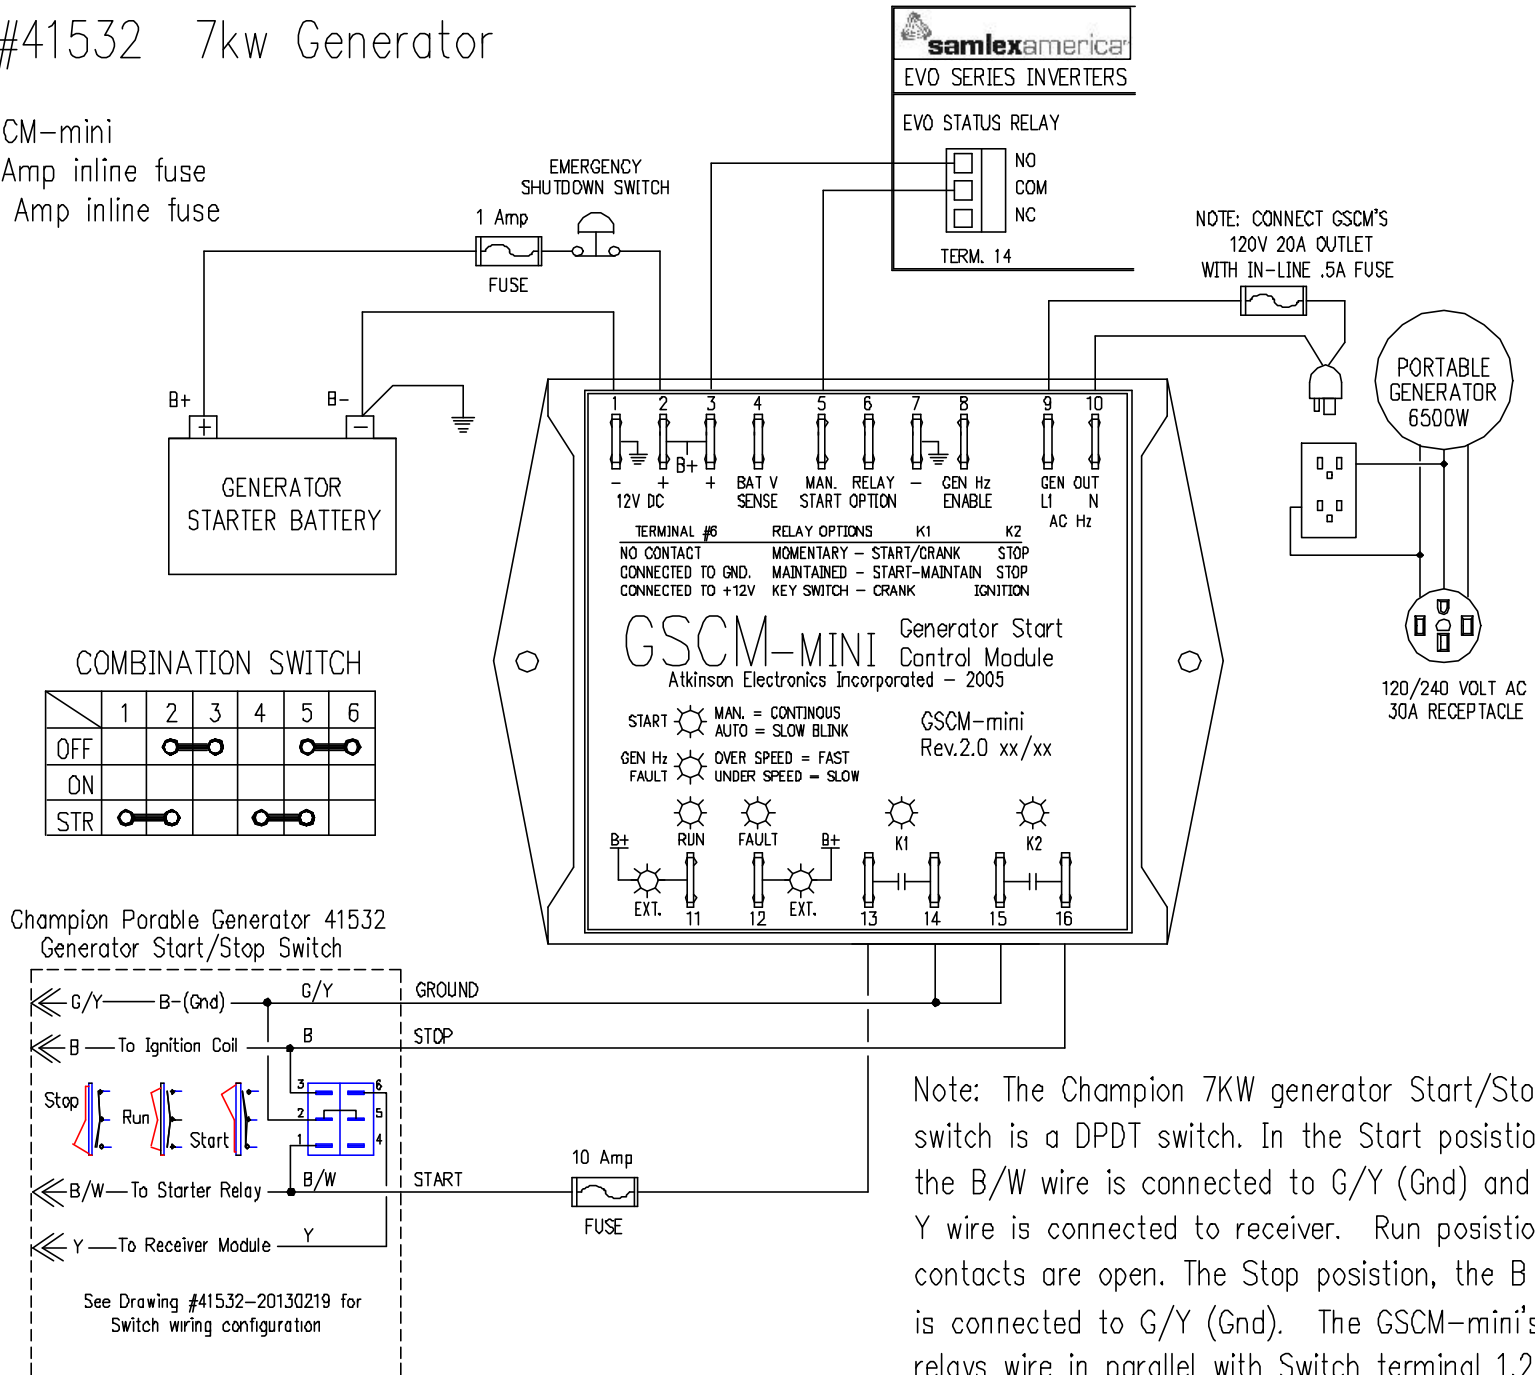 #41532 7kw Generator
CM-mini
Amp inline fuse
Amp inline fuse
samlexamerica
EVO SERIES INVERTERS
EVO STATUS RELAY
NO
COM
NC
TERM. 14
EMERGENCY
SHUTDOWN SWITCH
1 Amp
FUSE
NOTE: CONNECT GSCM'S
120V 20A OUTLET
WITH IN-LINE .5A FUSE
PORTABLE
GENERATOR
6500W
B+
B-
+ -
GENERATOR
STARTER BATTERY
1 2 3 4 5 6 7 8 9 10
B+
- + + BAT V MAN. RELAY - GEN Hz GEN OUT
12V DC SENSE START OPTION ENABLE L1 N
AC Hz
TERMINAL #6 RELAY OPTIONS K1 K2
NO CONTACT MOMENTARY - START/CRANK STOP
CONNECTED TO GND. MAINTAINED - START-MAINTAIN STOP
CONNECTED TO +12V KEY SWITCH - CRANK IGNITION
GSCM-MINI
Generator Start
Control Module
Atkinson Electronics Incorporated - 2005
START MAN. = CONTINOUS
AUTO = SLOW BLINK
GEN Hz OVER SPEED = FAST
FAULT UNDER SPEED = SLOW
GSCM-mini
Rev.2.0 xx/xx
B+ RUN FAULT B+ K1 K2
EXT. 11 12 EXT. 13 14 15 16
120/240 VOLT AC
30A RECEPTACLE
COMBINATION SWITCH
1 2 3 4 5 6
OFF
ON
STR
Champion Porable Generator 41532
Generator Start/Stop Switch
G/Y B-(Gnd) G/Y GROUND
B To Ignition Coil B STOP
Stop
Run
Start
3 6
2 5
1 4
B/W To Starter Relay B/W START
10 Amp
FUSE
Y To Receiver Module Y
See Drawing #41532-20130219 for
Switch wiring configuration
Note: The Champion 7KW generator Start/Sto
switch is a DPDT switch. In the Start posistio
the B/W wire is connected to G/Y (Gnd) and
Y wire is connected to receiver. Run posistio
contacts are open. The Stop posistion, the B
is connected to G/Y (Gnd). The GSCM-mini's
relays wire in parallel with Switch terminal 1,2